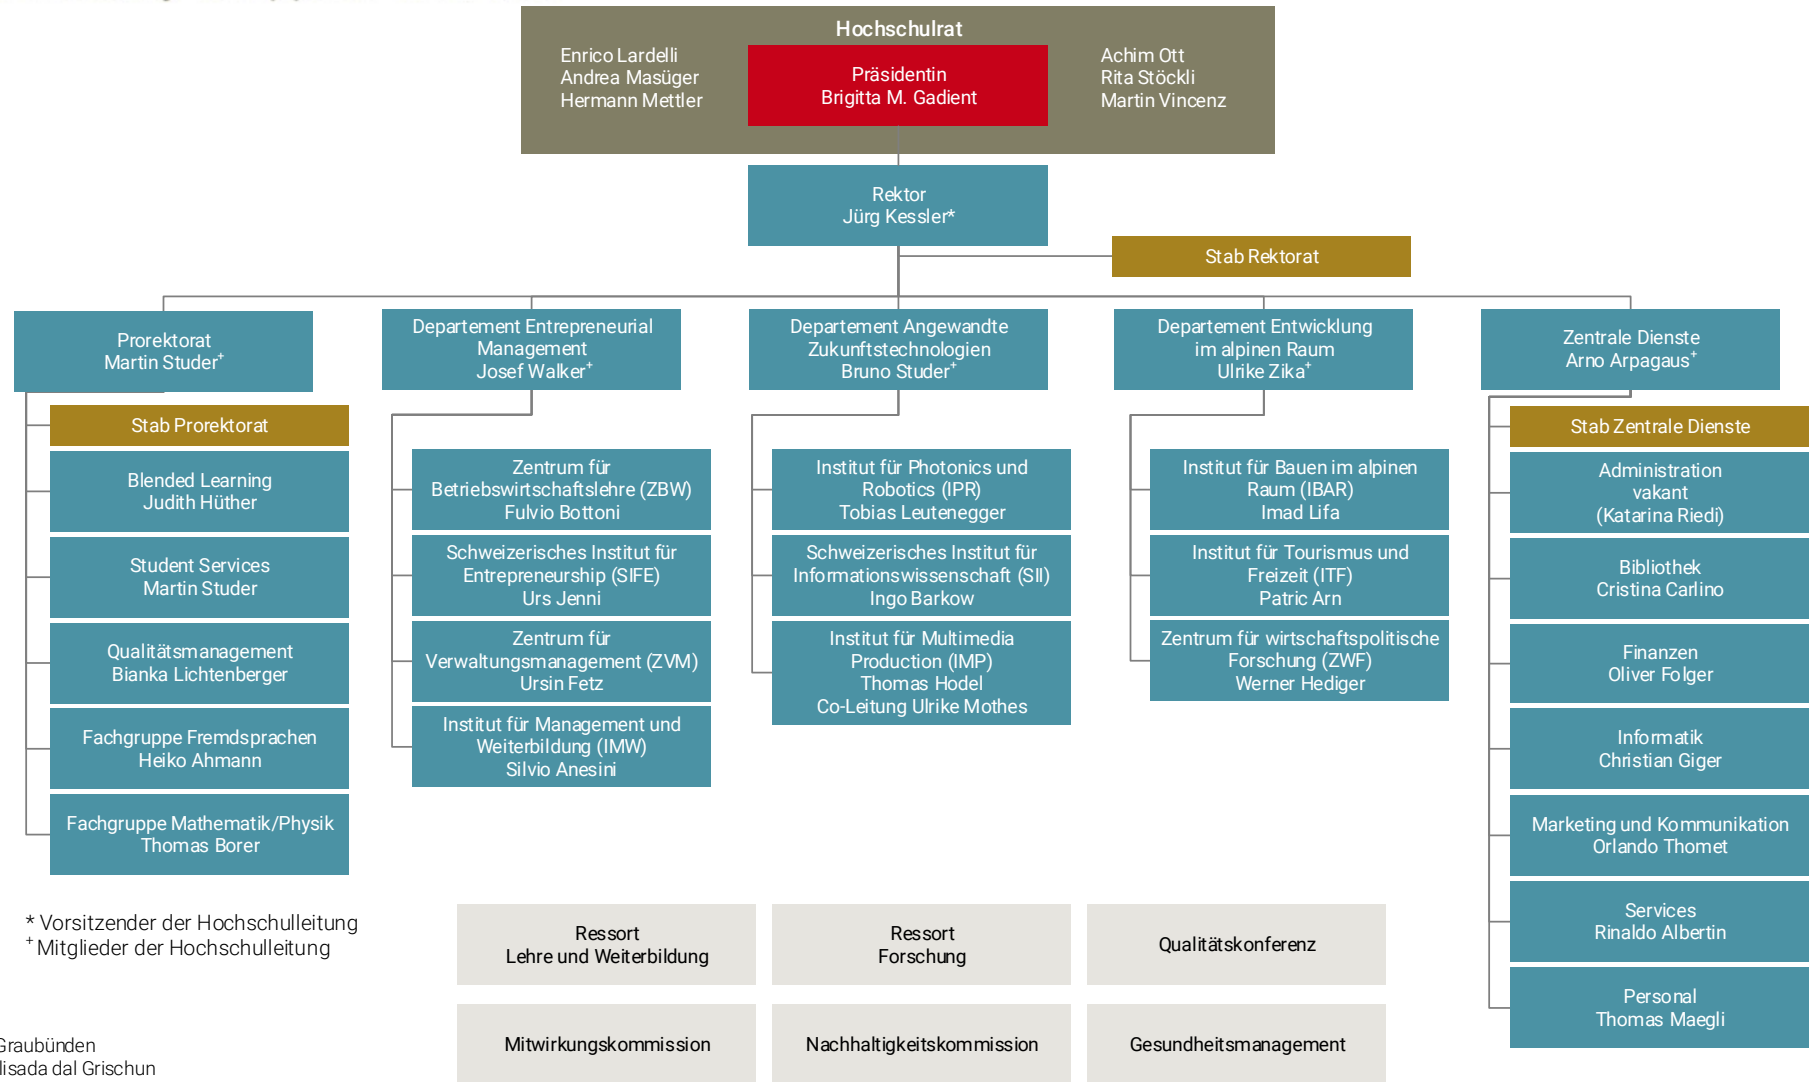 Hochschulrat
Enrico Lardelli
Andrea Masüger
Hermann Mettler
Präsidentin
Brigitta M. Gadient
Achim Ott
Rita Stöckli
Martin Vincenz
Rektor
Jürg Kessler*
Stab Rektorat
Prorektorat
Martin Studer+
Departement Entrepreneurial
Management
Josef Walker+
Departement Angewandte
Zukunftstechnologien
Bruno Studer+
Departement Entwicklung
im alpinen Raum
Ulrike Zika+
Zentrale Dienste
Arno Arpagaus+
Stab Prorektorat
Blended Learning
Judith Hüther
Student Services
Martin Studer
Qualitätsmanagement
Bianka Lichtenberger
Fachgruppe Fremdsprachen
Heiko Ahmann
Fachgruppe Mathematik/Physik
Thomas Borer
Zentrum für
Betriebswirtschaftslehre (ZBW)
Fulvio Bottoni
Schweizerisches Institut für
Entrepreneurship (SIFE)
Urs Jenni
Zentrum für
Verwaltungsmanagement (ZVM)
Ursin Fetz
Institut für Management und
Weiterbildung (IMW)
Silvio Anesini
Institut für Photonics und
Robotics (IPR)
Tobias Leutenegger
Schweizerisches Institut für
Informationswissenschaft (SII)
Ingo Barkow
Institut für Multimedia
Production (IMP)
Thomas Hodel
Co-Leitung Ulrike Mothes
Institut für Bauen im alpinen
Raum (IBAR)
Imad Lifa
Institut für Tourismus und
Freizeit (ITF)
Patric Arn
Zentrum für wirtschaftspolitische
Forschung (ZWF)
Werner Hediger
Stab Zentrale Dienste
Administration
vakant
(Katarina Riedi)
Bibliothek
Cristina Carlino
Finanzen
Oliver Folger
Informatik
Christian Giger
Marketing und Kommunikation
Orlando Thomet
Services
Rinaldo Albertin
Personal
Thomas Maegli
* Vorsitzender der Hochschulleitung
+ Mitglieder der Hochschulleitung
Ressort
Lehre und Weiterbildung
Ressort
Forschung
Qualitätskonferenz
Mitwirkungskommission
Nachhaltigkeitskommission
Gesundheitsmanagement
Graubünden
lisada dal Grischun